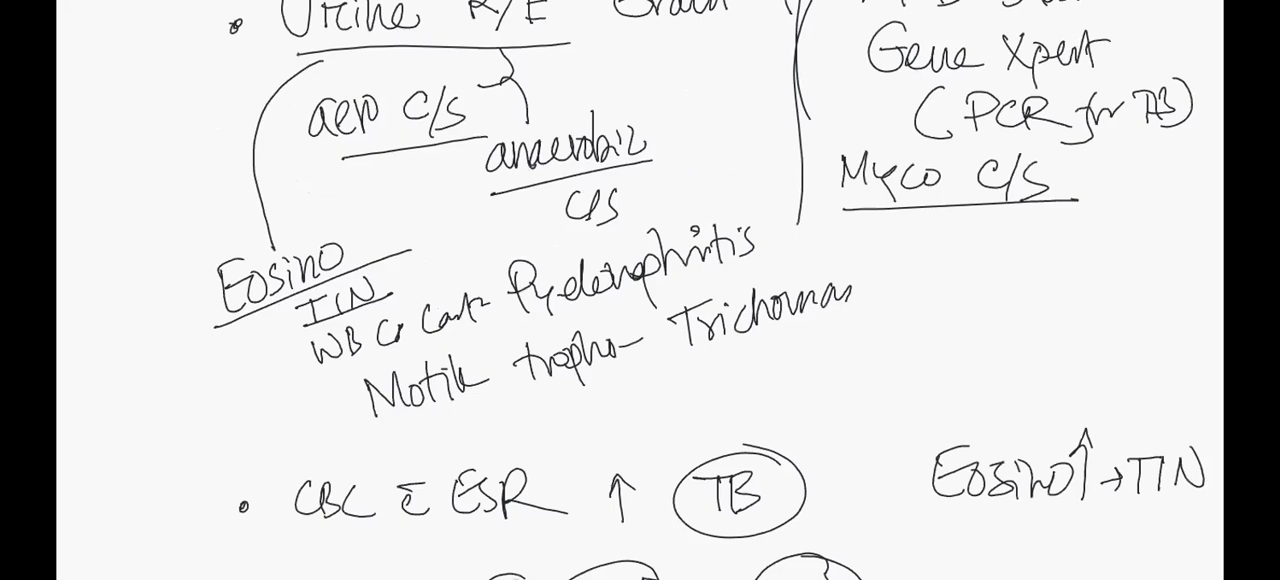 Urine R/E
aero C/S
anaerobic
C/S
Gene Xpert
(PCR for TB)
Myco C/S
Eosino
TIN
WBC Cast - Pyelonephritis
Motile tropho - Trichomonas
• CBC c̄ ESR ↑ TB
Eosino ↑ → TIN